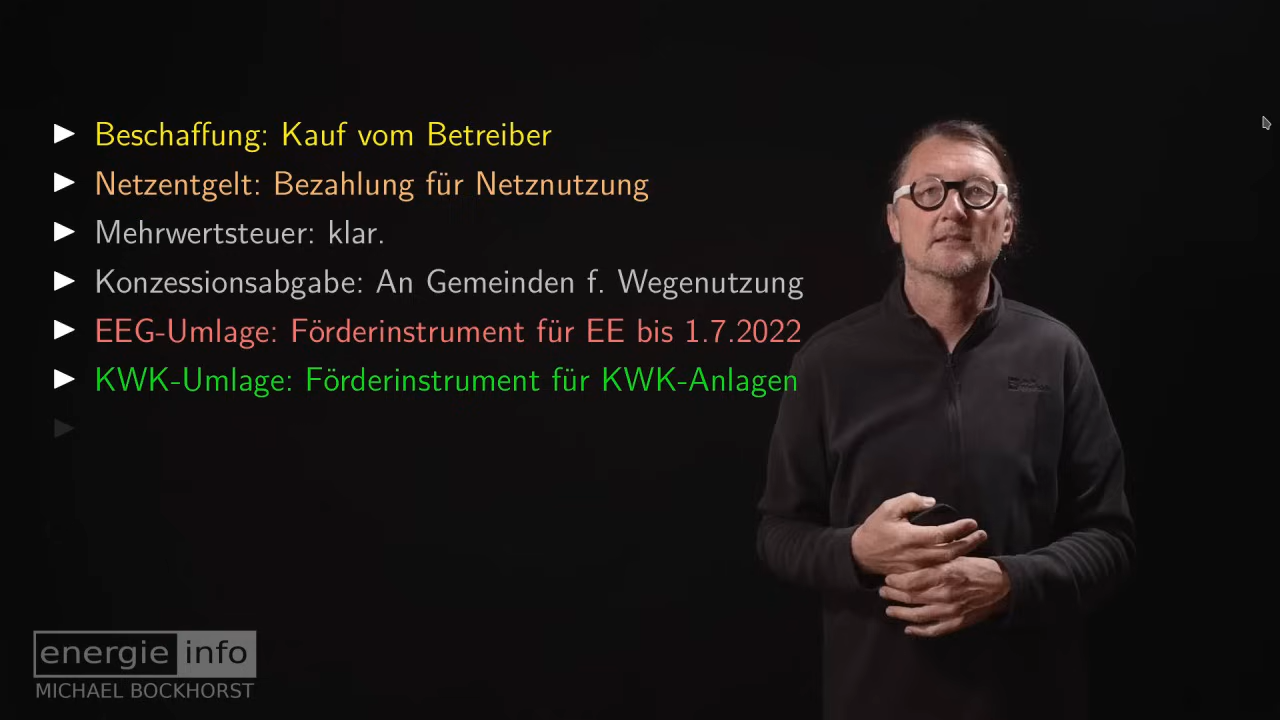 Beschaffung: Kauf vom Betreiber
Netzentgelt: Bezahlung für Netznutzung
Mehrwertsteuer: klar.
Konzessionsabgabe: An Gemeinden f. Wegenutzung
EEG-Umlage: Förderinstrument für EE bis 1.7.2022
KWK-Umlage: Förderinstrument für KWK-Anlagen
energie info
MICHAEL BOCKHORST